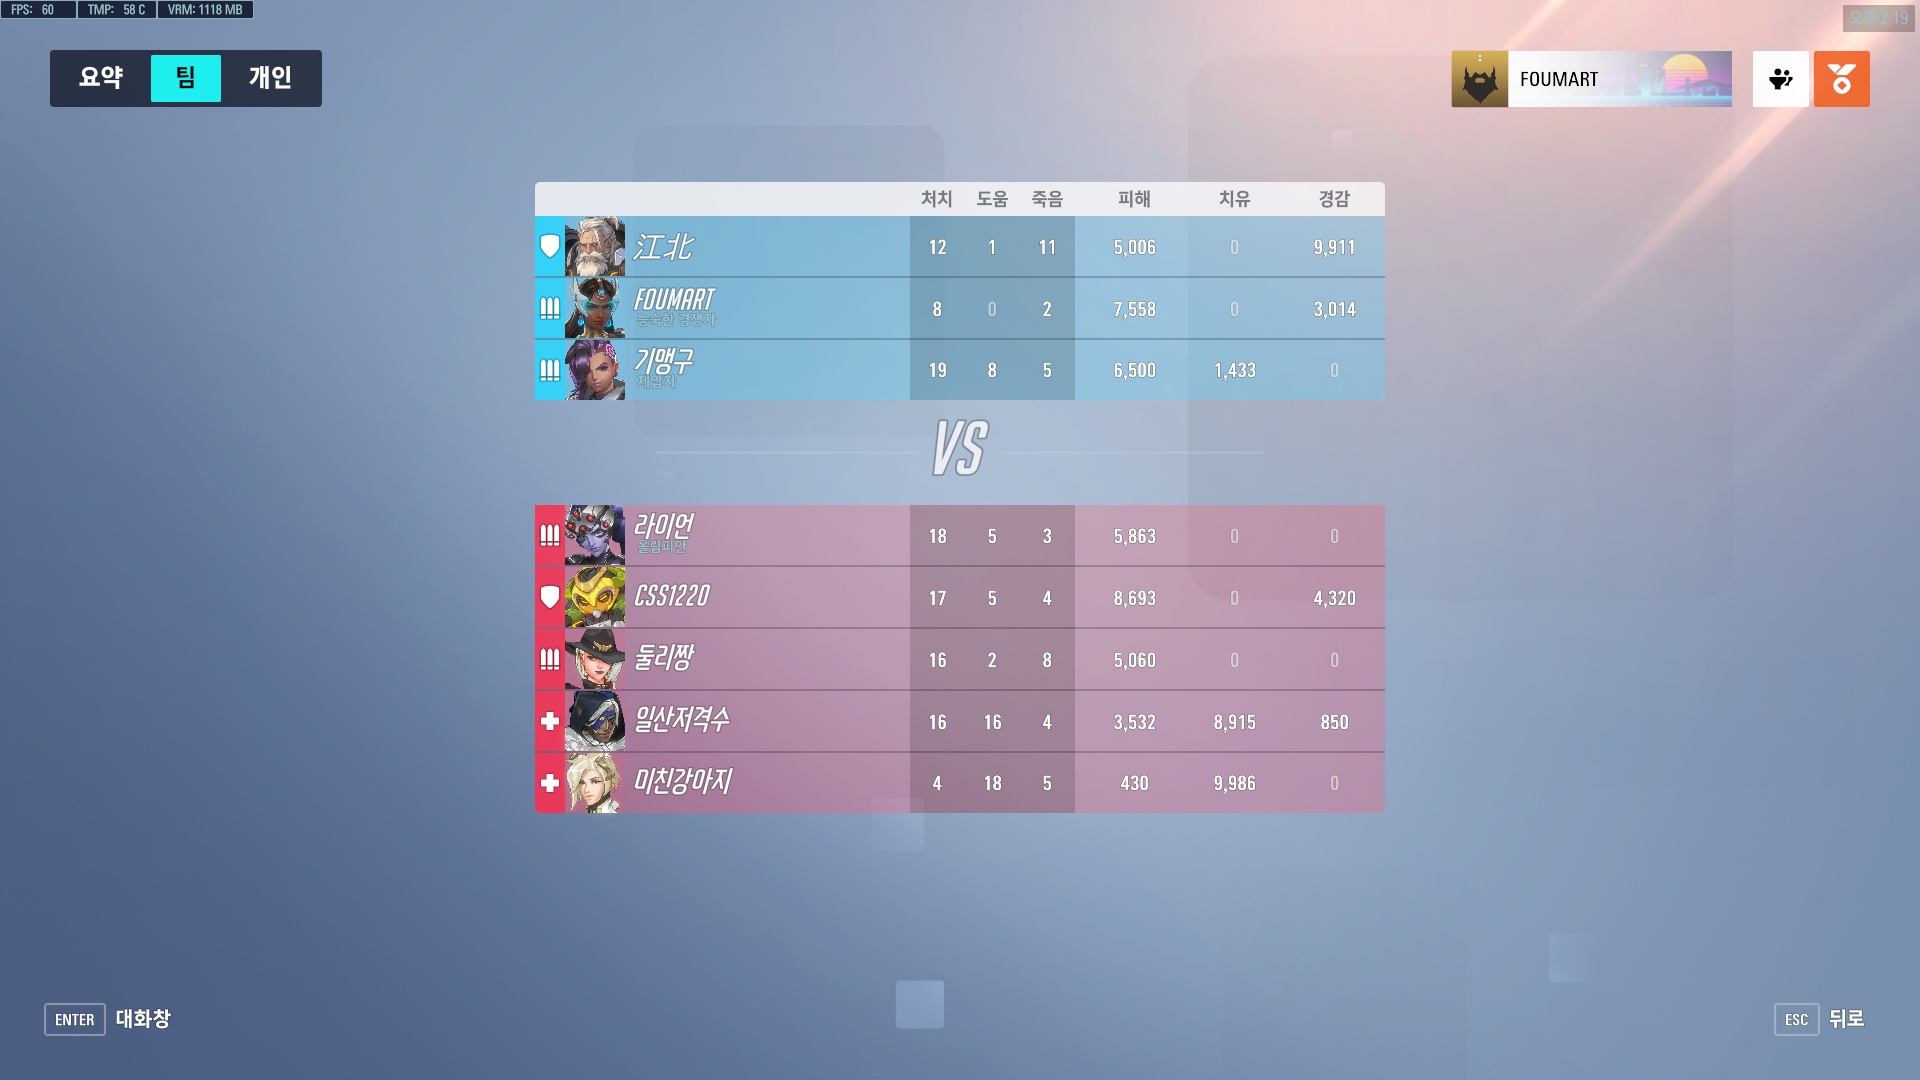 FPS: 60 TMP: 58 C VRM: 1118 MB
오후 2:19
요약 팀 개인
FOUMART
처치 도움 죽음 피해 치유 경감
江北 12 1 11 5,006 0 9,911
FOUMART 8 0 2 7,558 0 3,014
능숙한 경쟁자
기맹구 19 8 5 6,500 1,433 0
제압자
VS
라이언 18 5 3 5,863 0 0
올림피안
CSS1220 17 5 4 8,693 0 4,320
둘리짱 16 2 8 5,060 0 0
일산저격수 16 16 4 3,532 8,915 850
미친강아지 4 18 5 430 9,986 0
ENTER 대화창
ESC 뒤로